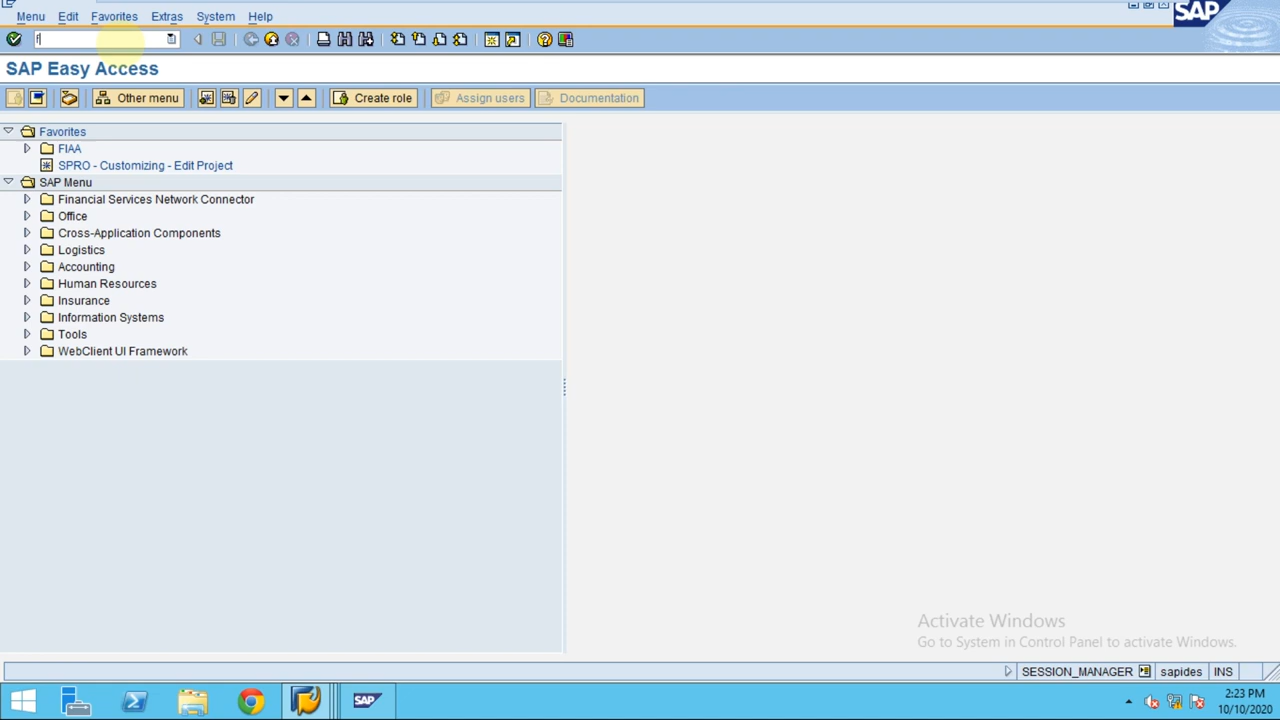 Menu Edit Favorites Extras System Help
SAP
f
SAP Easy Access
Other menu Create role Assign users Documentation
Favorites
FIAA
SPRO - Customizing - Edit Project
SAP Menu
Financial Services Network Connector
Office
Cross-Application Components
Logistics
Accounting
Human Resources
Insurance
Information Systems
Tools
WebClient UI Framework
Activate Windows
Go to System in Control Panel to activate Windows.
SESSION_MANAGER sapides INS
SAP
2:23 PM
10/10/2020